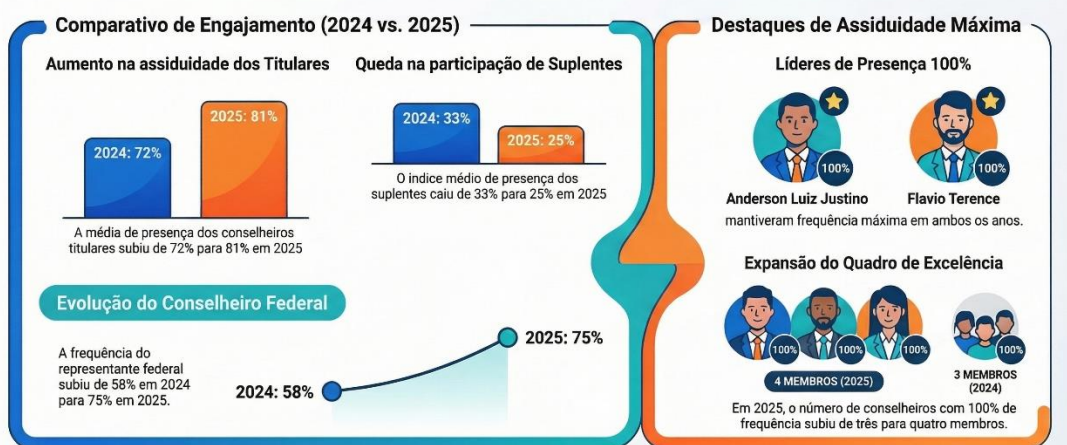 Comparativo de Engajamento (2024 vs. 2025)
Aumento na assiduidade dos Titulares
2024: 72%
2025: 81%
A média de presença dos conselheiros
titulares subiu de 72% para 81% em 2025
Queda na participação de Suplentes
2024: 33%
2025: 25%
O indice médio de presença dos
suplentes caiu de 33% para 25% em 2025
Evolução do Conselheiro Federal
A frequência do
representante federal
subiu de 58% em 2024
para 75% em 2025.
2024: 58%
2025: 75%
Destaques de Assiduidade Máxima
Líderes de Presença 100%
100%
100%
Anderson Luiz Justino
Flavio Terence
mantiveram frequência máxima em ambos os anos.
Expansão do Quadro de Excelência
100%
100%
100%
4 MEMBROS (2025)
100%
3 MEMBROS
(2024)
Em 2025, o número de conselheiros com 100% de
frequência subiu de três para quatro membros.